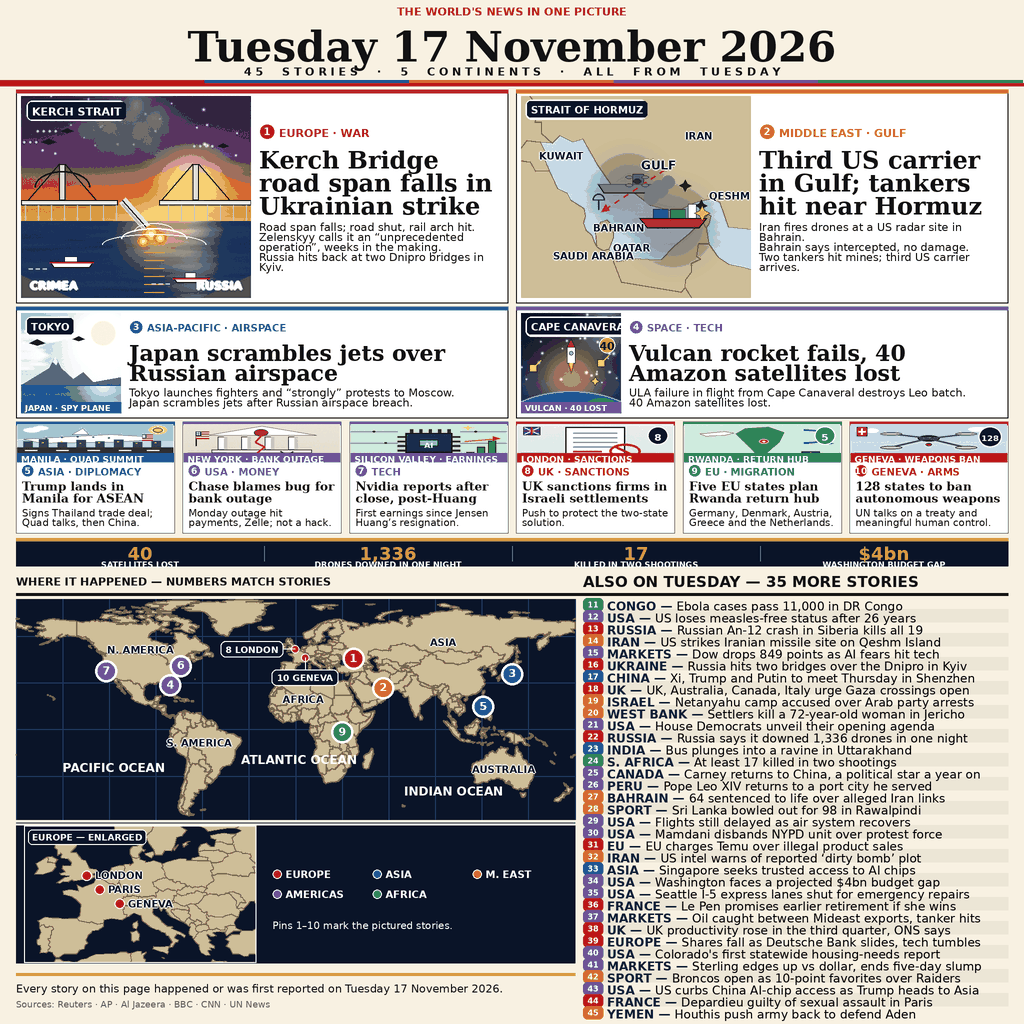 THE WORLD'S NEWS IN ONE PICTURE
Tuesday 17 November 2026
45 STORIES · 5 CONTINENTS · ALL FROM TUESDAY
KERCH STRAIT
CRIMEA
RUSSIA
1 EUROPE · WAR
Kerch Bridge
road span falls in
Ukrainian strike
Road span falls; road shut, rail arch hit.
Zelenskyy calls it an “unprecedented
operation”, weeks in the making.
Russia hits back at two Dnipro bridges in
Kyiv.
STRAIT OF HORMUZ
IRAN
KUWAIT
GULF
QESHM
BAHRAIN
QATAR
SAUDI ARABIA
2 MIDDLE EAST · GULF
Third US carrier
in Gulf; tankers
hit near Hormuz
Iran fires drones at a US radar site in
Bahrain.
Bahrain says intercepted, no damage.
Two tankers hit mines; third US carrier
arrives.
TOKYO
JAPAN · SPY PLANE
3 ASIA-PACIFIC · AIRSPACE
Japan scrambles jets over
Russian airspace
Tokyo launches fighters and “strongly” protests to Moscow.
Japan scrambles jets after Russian airspace breach.
CAPE CANAVERA
40
VULCAN · 40 LOST
4 SPACE · TECH
Vulcan rocket fails, 40
Amazon satellites lost
ULA failure in flight from Cape Canaveral destroys Leo batch.
40 Amazon satellites lost.
MANILA · QUAD SUMMIT
5 ASIA · DIPLOMACY
Trump lands in
Manila for ASEAN
Signs Thailand trade deal;
Quad talks, then China.
NEW YORK · BANK OUTAGE
6 USA · MONEY
Chase blames bug for
bank outage
Monday outage hit
payments, Zelle; not a hack.
AI
SILICON VALLEY · EARNINGS
7 TECH
Nvidia reports after
close, post-Huang
First earnings since Jensen
Huang’s resignation.
8
LONDON · SANCTIONS
8 UK · SANCTIONS
UK sanctions firms in
Israeli settlements
Push to protect the two-state
solution.
5
RWANDA · RETURN HUB
9 EU · MIGRATION
Five EU states plan
Rwanda return hub
Germany, Denmark, Austria,
Greece and the Netherlands.
128
GENEVA · WEAPONS BAN
10 GENEVA · ARMS
128 states to ban
autonomous weapons
UN talks on a treaty and
meaningful human control.
40
SATELLITES LOST
1,336
DRONES DOWNED IN ONE NIGHT
17
KILLED IN TWO SHOOTINGS
$4bn
WASHINGTON BUDGET GAP
WHERE IT HAPPENED — NUMBERS MATCH STORIES
N. AMERICA
ASIA
8 LONDON
10 GENEVA
1
2
3
4
5
6
7
9
AFRICA
S. AMERICA
ATLANTIC OCEAN
PACIFIC OCEAN
AUSTRALIA
INDIAN OCEAN
EUROPE — ENLARGED
LONDON
PARIS
GENEVA
EUROPE
ASIA
M. EAST
AMERICAS
AFRICA
Pins 1–10 mark the pictured stories.
Every story on this page happened or was first reported on Tuesday 17 November 2026.
Sources: Reuters · AP · Al Jazeera · BBC · CNN · UN News
ALSO ON TUESDAY — 35 MORE STORIES
11 CONGO — Ebola cases pass 11,000 in DR Congo
12 USA — US loses measles-free status after 26 years
13 RUSSIA — Russian An-12 crash in Siberia kills all 19
14 IRAN — US strikes Iranian missile site on Qeshm Island
15 MARKETS — Dow drops 849 points as AI fears hit tech
16 UKRAINE — Russia hits two bridges over the Dnipro in Kyiv
17 CHINA — Xi, Trump and Putin to meet Thursday in Shenzhen
18 UK — UK, Australia, Canada, Italy urge Gaza crossings open
19 ISRAEL — Netanyahu camp accused over Arab party arrests
20 WEST BANK — Settlers kill a 72-year-old woman in Jericho
21 USA — House Democrats unveil their opening agenda
22 RUSSIA — Russia says it downed 1,336 drones in one night
23 INDIA — Bus plunges into a ravine in Uttarakhand
24 S. AFRICA — At least 17 killed in two shootings
25 CANADA — Carney returns to China, a political star a year on
26 PERU — Pope Leo XIV returns to a port city he served
27 BAHRAIN — 64 sentenced to life over alleged Iran links
28 SPORT — Sri Lanka bowled out for 98 in Rawalpindi
29 USA — Flights still delayed as air system recovers
30 USA — Mamdani disbands NYPD unit over protest force
31 EU — EU charges Temu over illegal product sales
32 IRAN — US intel warns of reported ‘dirty bomb’ plot
33 ASIA — Singapore seeks trusted access to AI chips
34 USA — Washington faces a projected $4bn budget gap
35 USA — Seattle I-5 express lanes shut for emergency repairs
36 FRANCE — Le Pen promises earlier retirement if she wins
37 MARKETS — Oil caught between Mideast exports, tanker hits
38 UK — UK productivity rose in the third quarter, ONS says
39 EUROPE — Shares fall as Deutsche Bank slides, tech tumbles
40 USA — Colorado's first statewide housing-needs report
41 MARKETS — Sterling edges up vs dollar, ends five-day slump
42 SPORT — Broncos open as 10-point favorites over Raiders
43 USA — US curbs China AI-chip access as Trump heads to Asia
44 FRANCE — Depardieu guilty of sexual assault in Paris
45 YEMEN — Houthis push army back to defend Aden